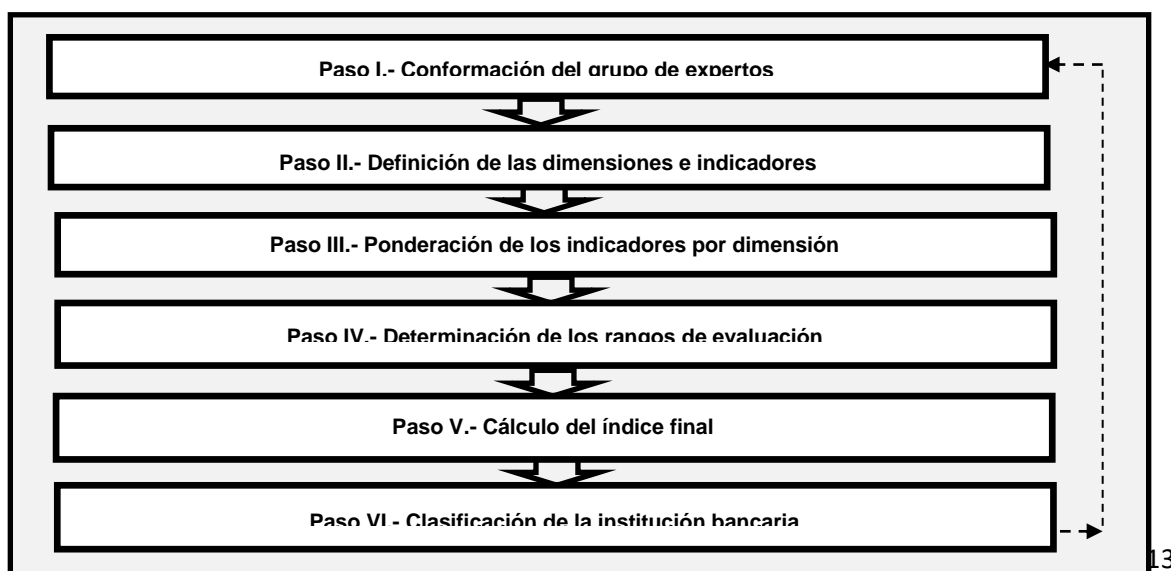 Paso I.- Conformación del grupo de expertos
Paso II.- Definición de las dimensiones e indicadores
Paso III.- Ponderación de los indicadores por dimensión
Paso IV.- Determinación de los rangos de evaluación
Paso V.- Cálculo del índice final
Paso VI.- Clasificación de la institución bancaria
13